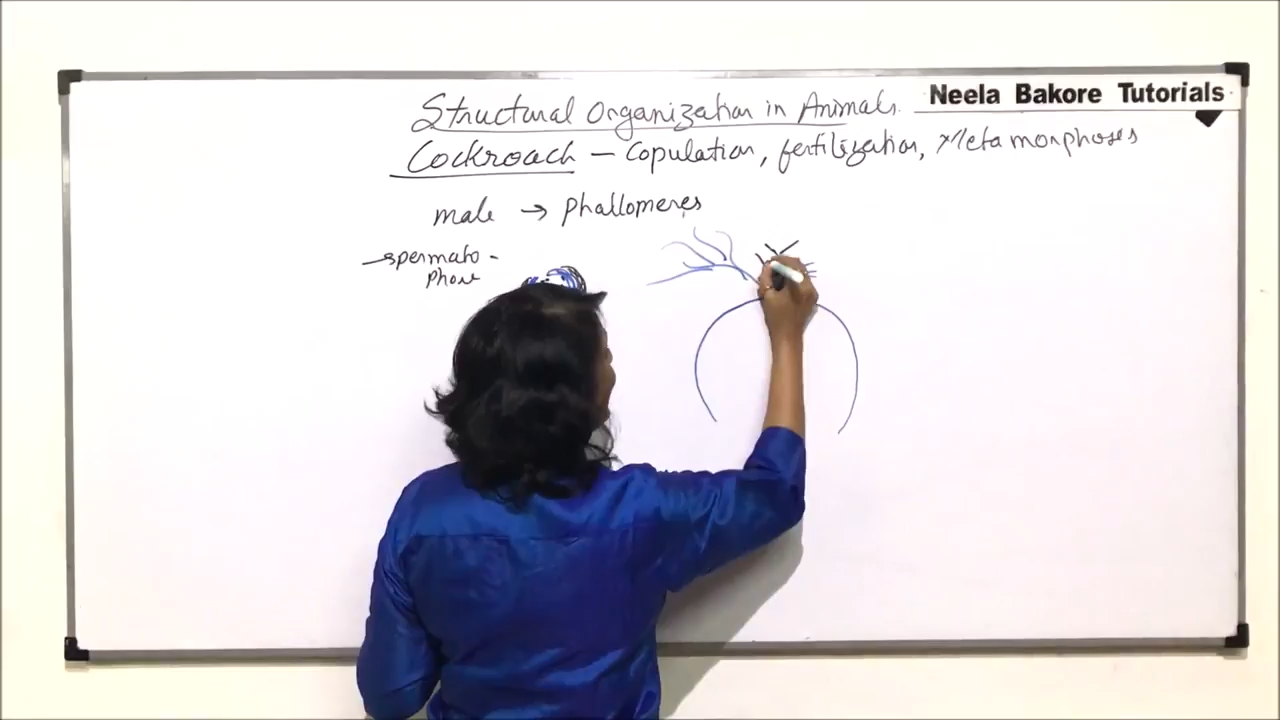 Neela Bakore Tutorials
Structural Organization in Animals.
Cockroach - Copulation, fertilization, Metamorphoses
male → Phallomeres
→ spermato -
phore